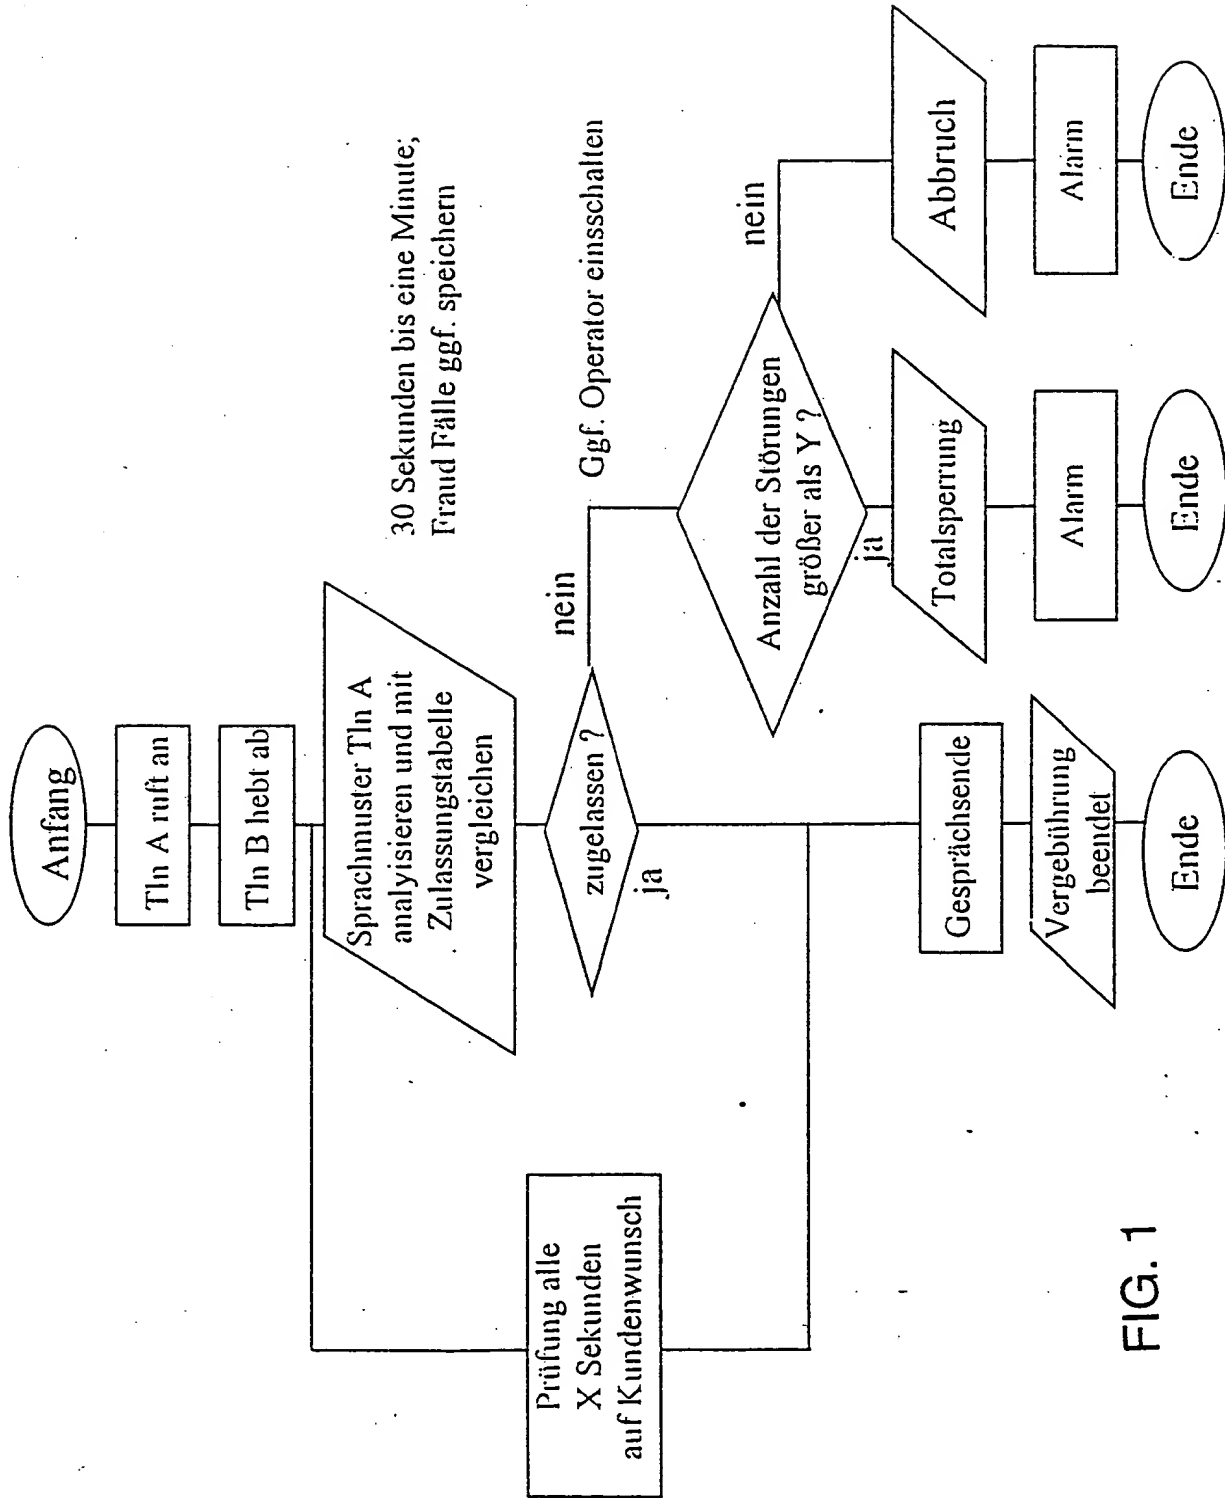 Anfang
Tln A ruft an
Tln B hebt ab
Sprachmuster Tln A
analyisieren und mit
Zulassungstabelle
vergleichen
30 Sekunden bis eine Minute;
Fraud Fälle ggf. speichern
zugelassen ?
nein
ja
Ggf. Operator einsschalten
Prüfung alle
X Sekunden
auf Kundenwunsch
Anzahl der Störungen
größer als Y ?
nein
ja
Gesprächsende
Vergebührung
beendet
Ende
Totalsperrung
Alarm
Ende
Abbruch
Alarm
Ende
FIG. 1